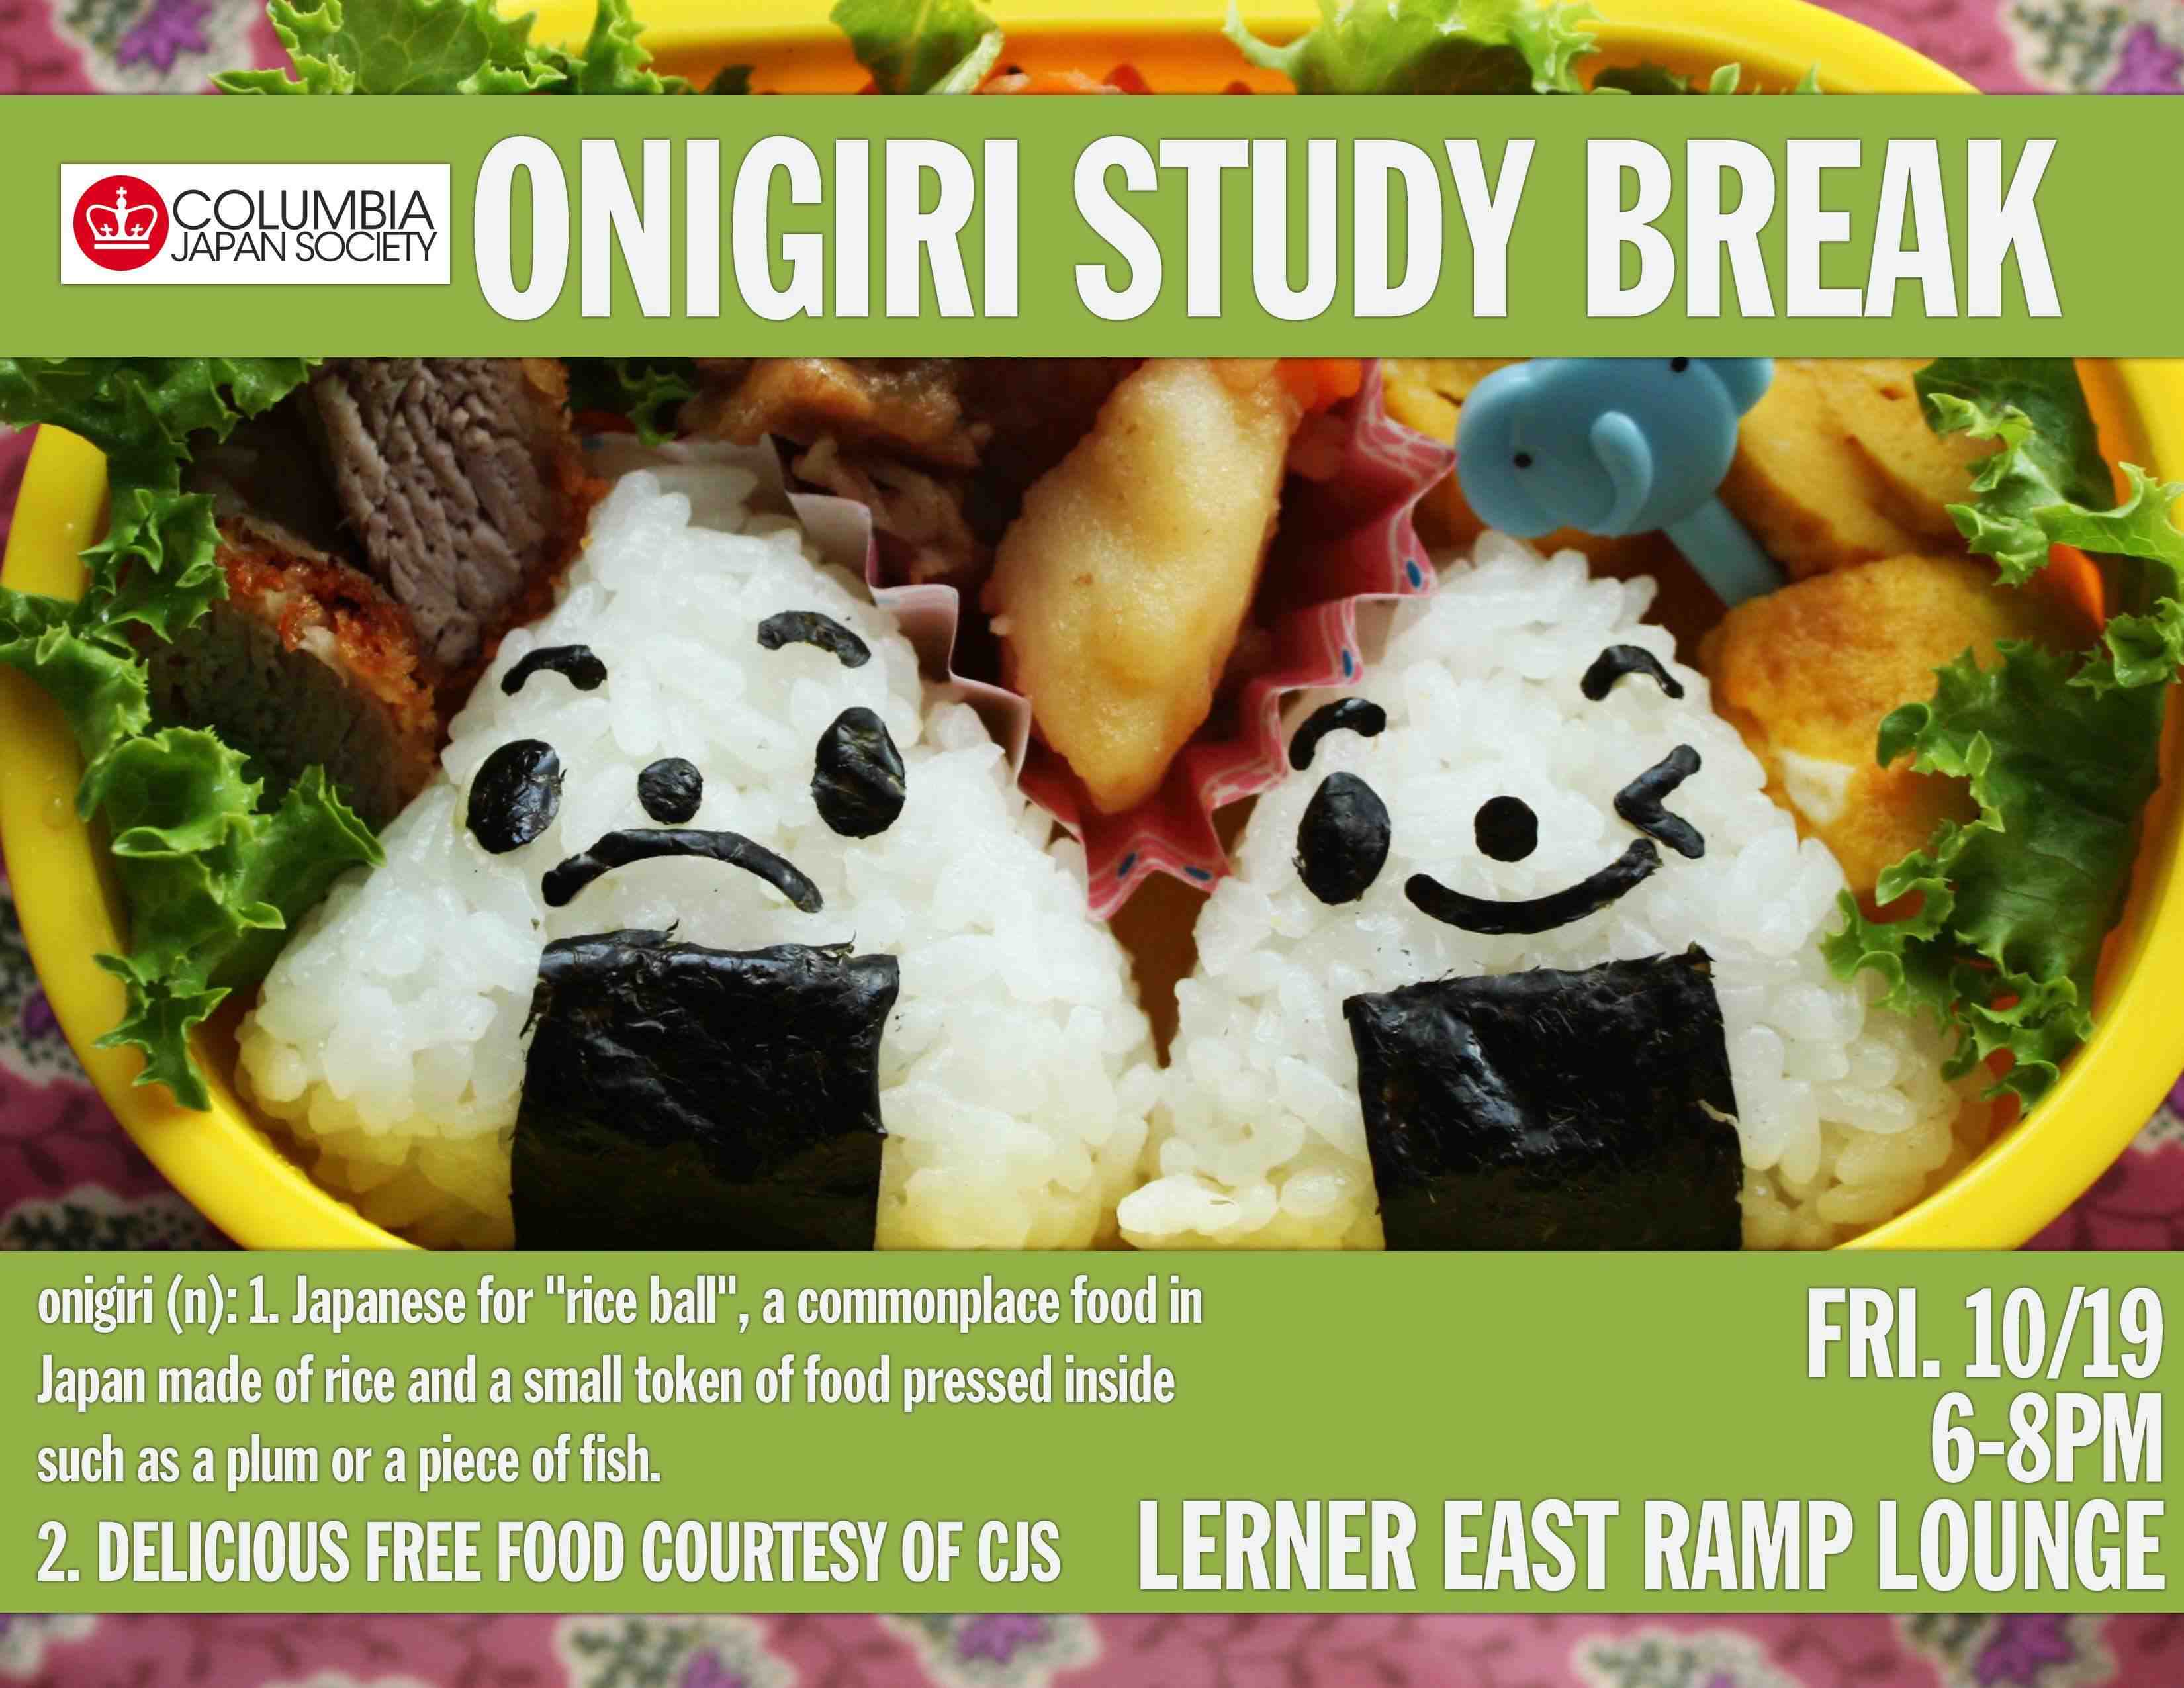 COLUMBIA
JAPAN SOCIETY
ONIGIRI STUDY BREAK
onigiri (n): 1. Japanese for "rice ball", a commonplace food in
Japan made of rice and a small token of food pressed inside
such as a plum or a piece of fish.
2. DELICIOUS FREE FOOD COURTESY OF CJS
FRI. 10/19
6-8PM
LERNER EAST RAMP LOUNGE